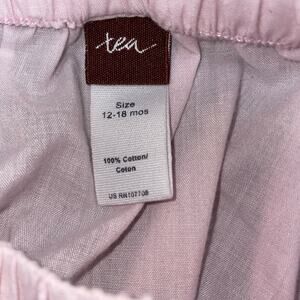 tea
Size
12-18 mos
100% Cotton/
Coton
US RN107708